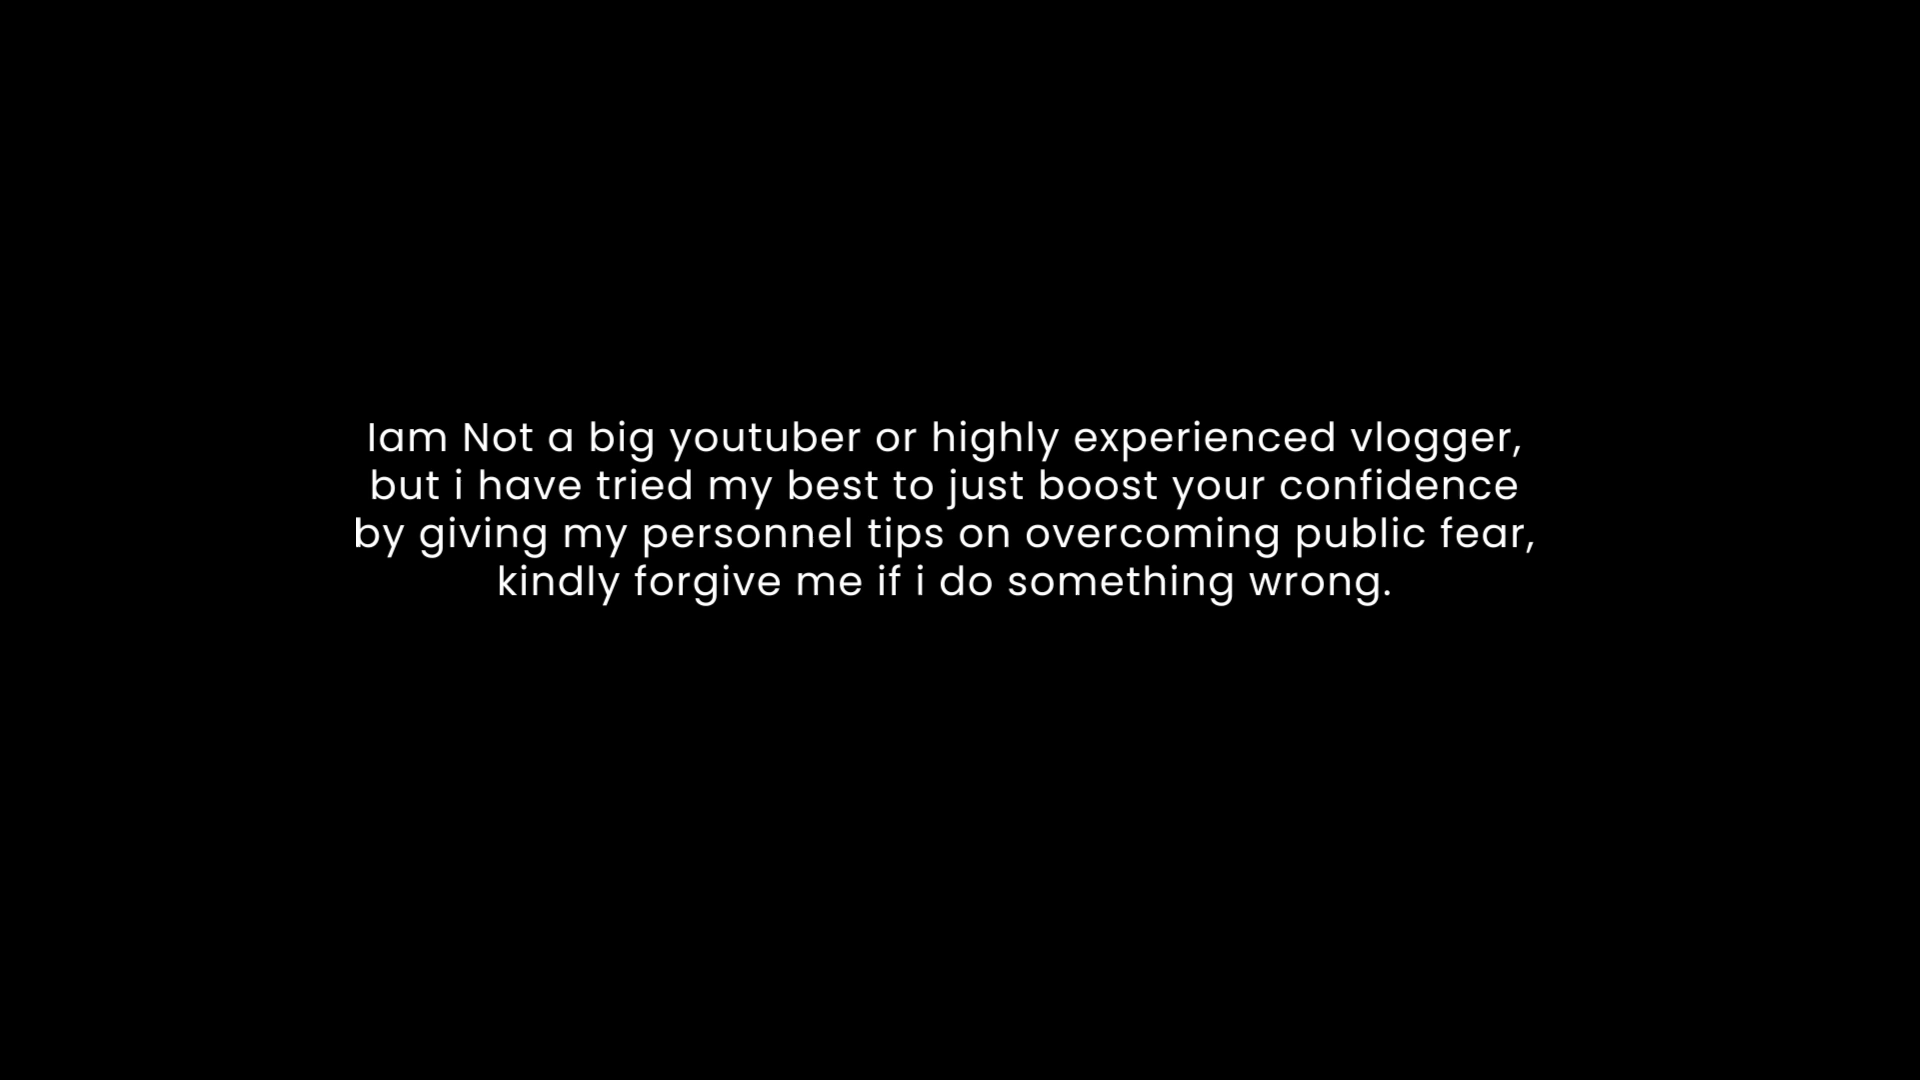 Iam Not a big youtuber or highly experienced vlogger,
but i have tried my best to just boost your confidence
by giving my personnel tips on overcoming public fear,
kindly forgive me if i do something wrong.